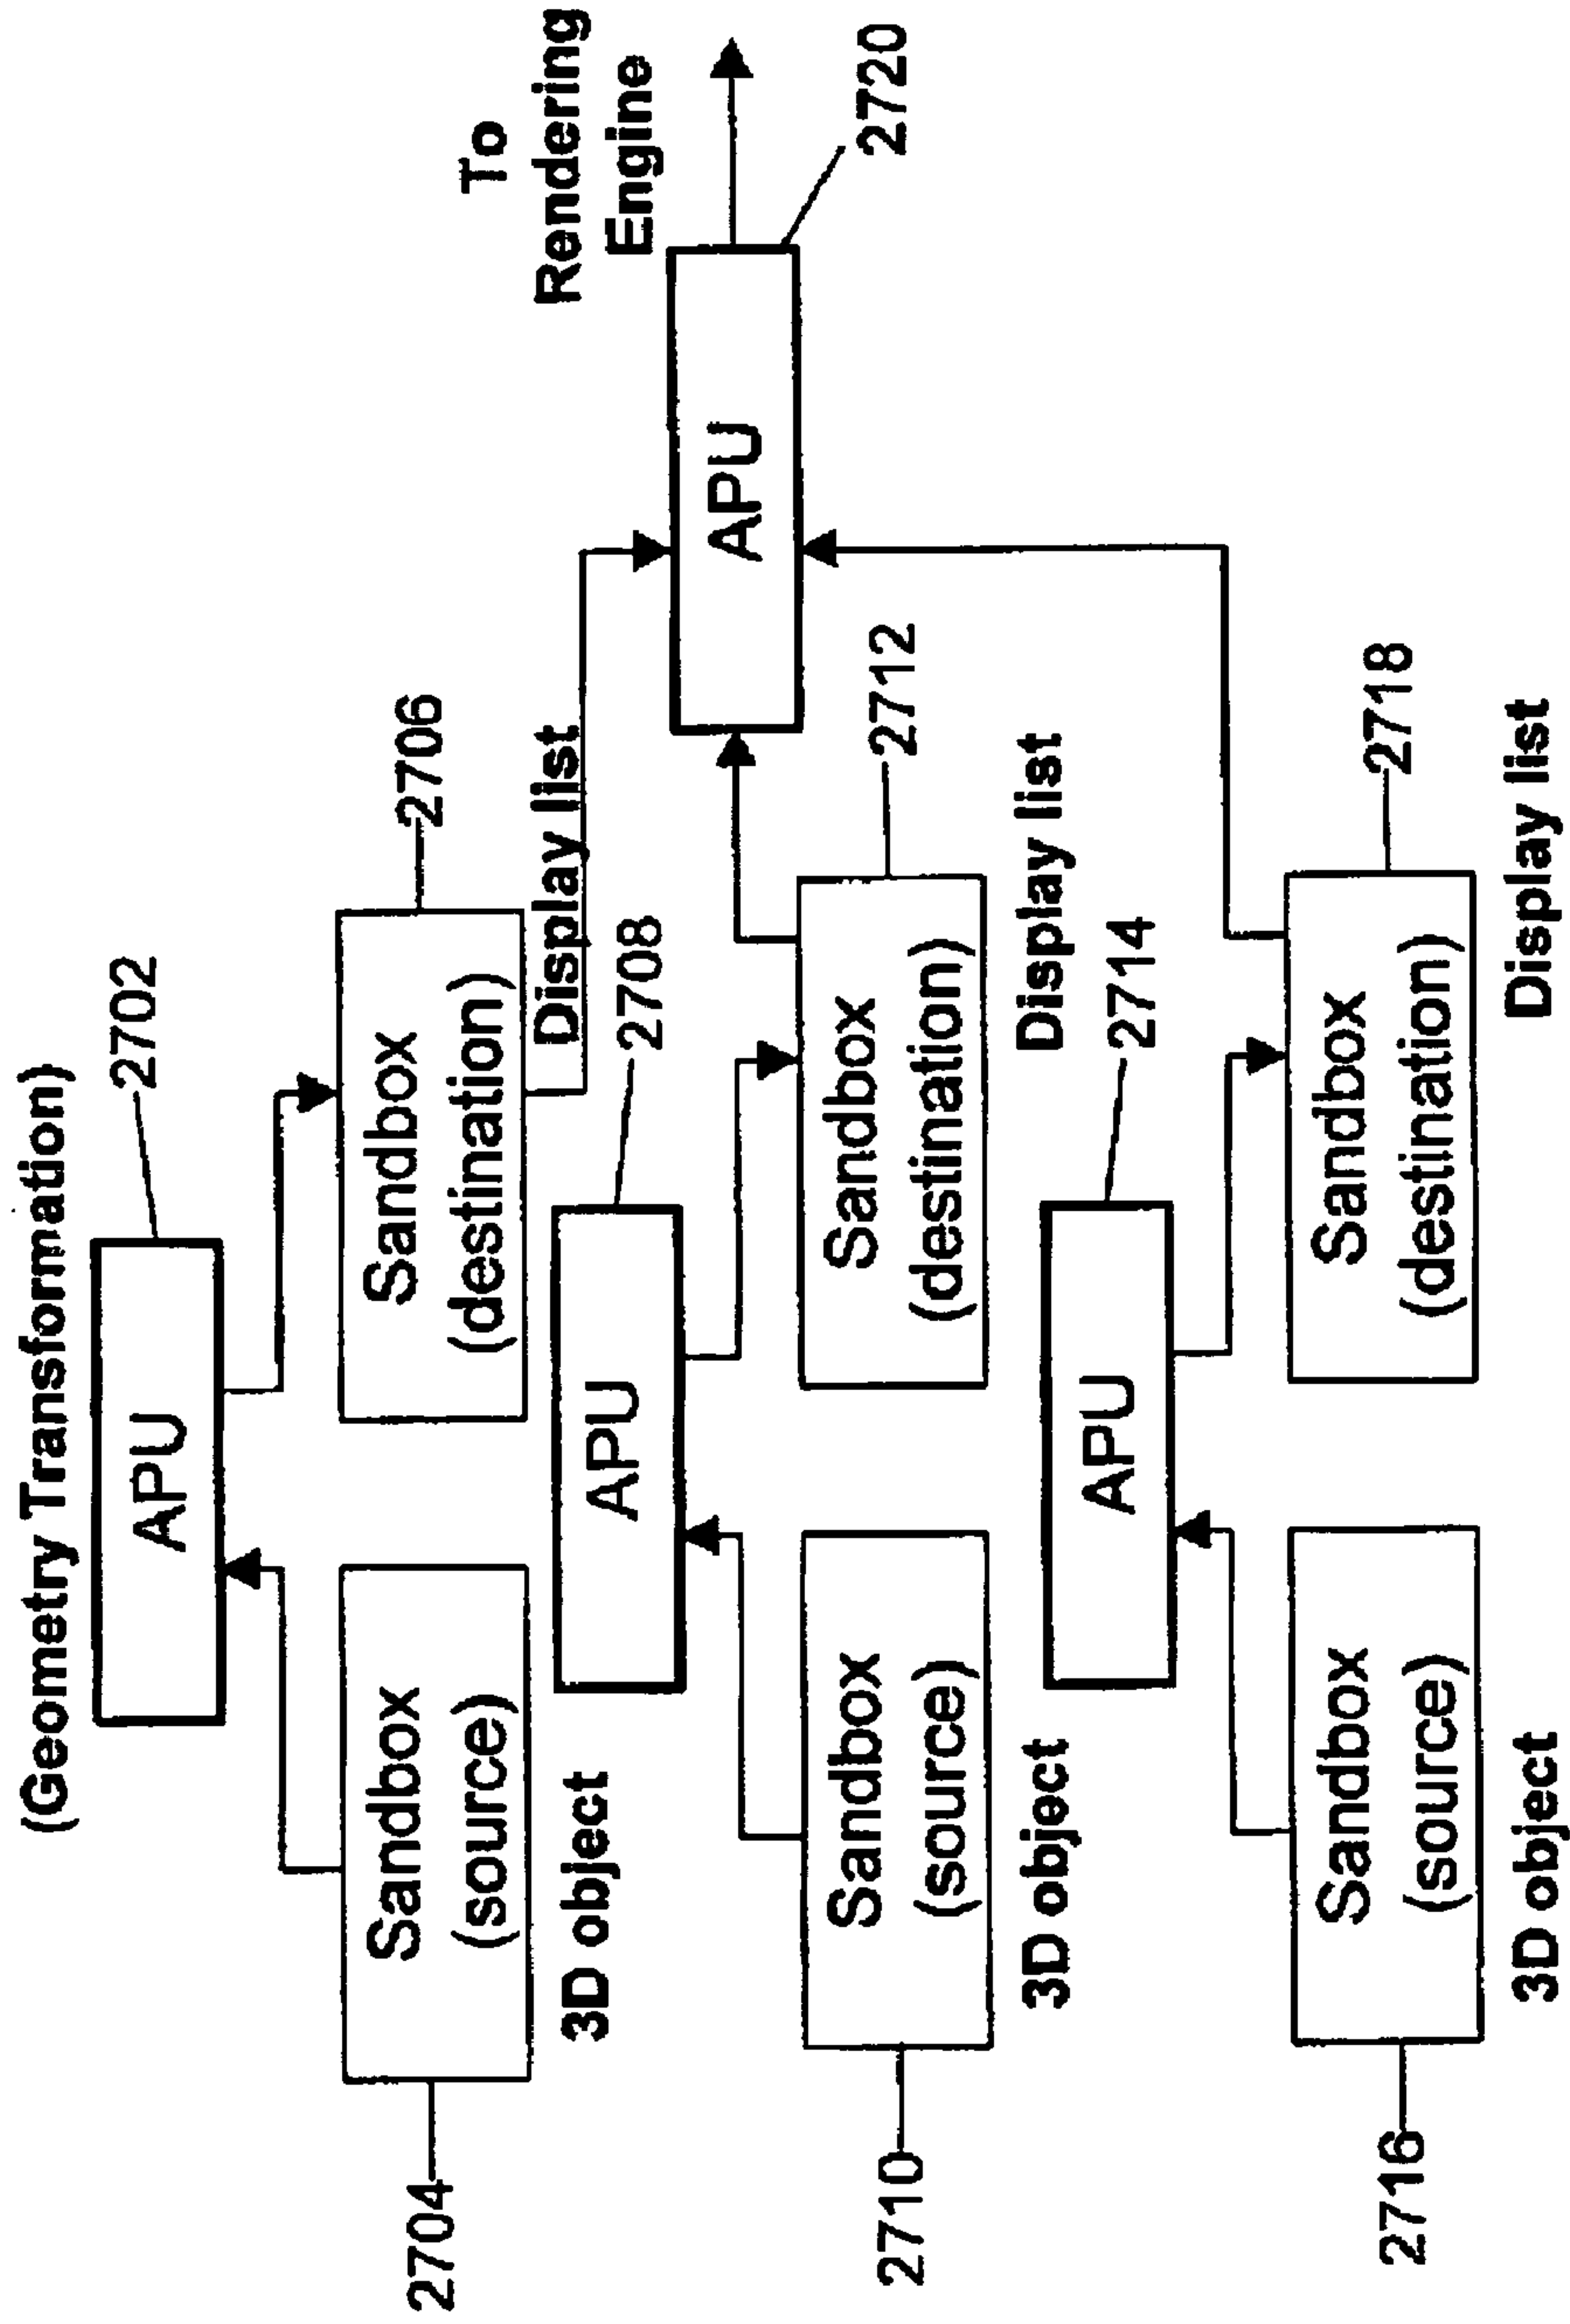 (Geometry Transformation)
2702
APU
2704
Sandbox
(source)
3D object
2706
Sandbox
(destination)
Display list
2708
APU
2710
Sandbox
(source)
3D object
2712
Sandbox
(destination)
Display list
2714
APU
2716
Sandbox
(source)
3D object
2718
Sandbox
(destination)
Display list
APU
2720
To
Rendering
Engine